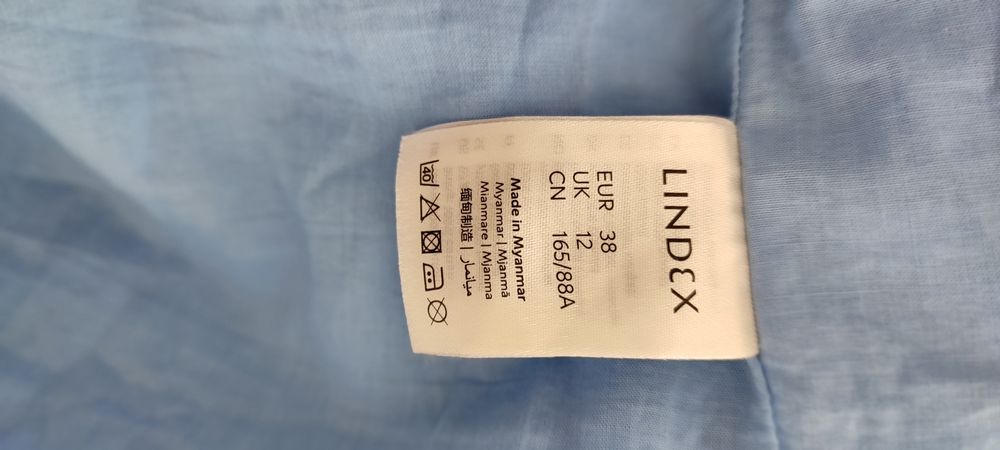 LINDEX
EUR 38
UK 12
CN 165/88A
Made in Myanmar
Myanmar | Mjanmā
Mianmare | Mjanma
缅甸制造 | ميانمار
40